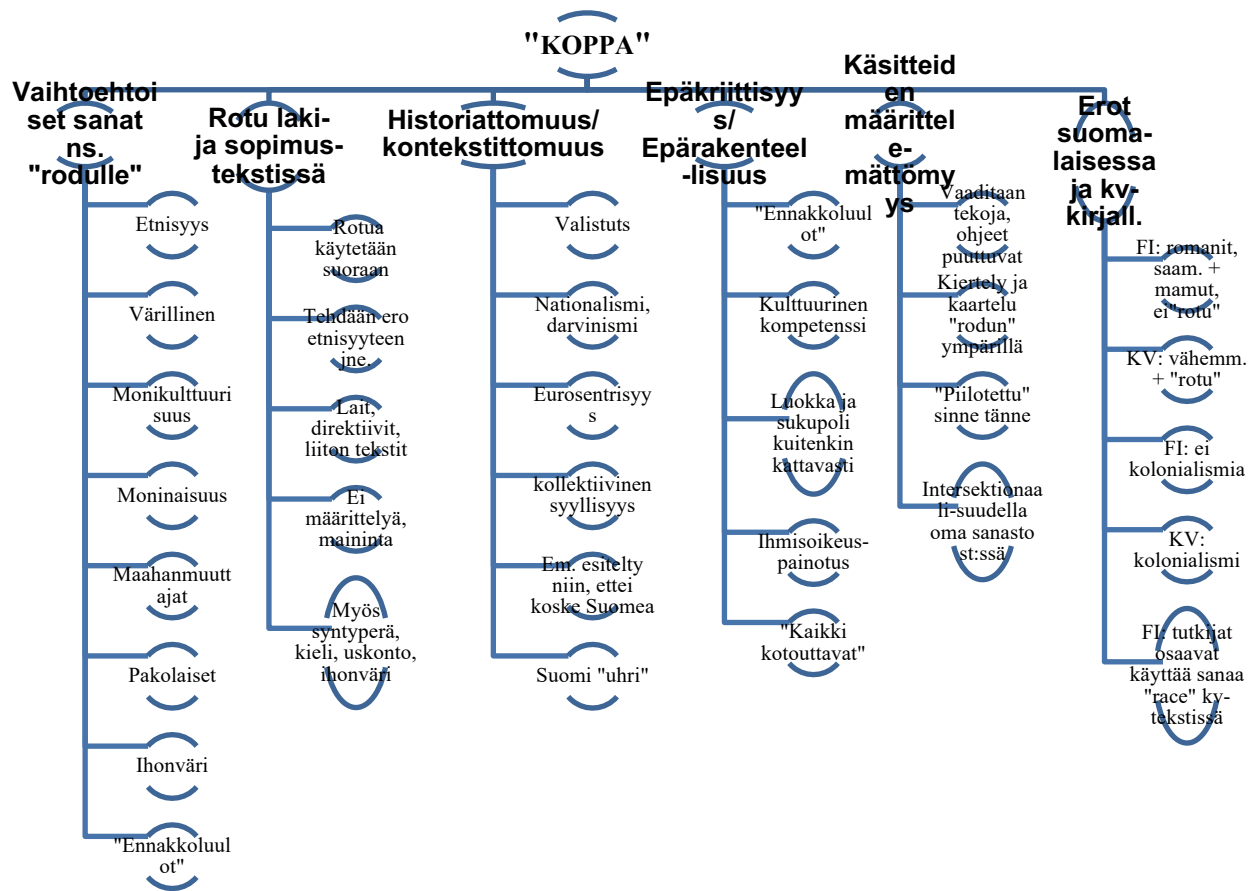 "KOPPA"
Vaihtoehtoi
set sanat
ns.
"rodulle"
Etnisyys
Värillinen
Monikulttuuri
suus
Moninaisuus
Maahanmuutt
ajat
Pakolaiset
Ihonväri
"Ennakkoluul
ot"
Rotu laki-
ja sopimus-
tekstissä
Rotua
käytetään
suoraan
Tehdään ero
etnisyyteen
jne.
Lait,
direktiivit,
liiton tekstit
Ei
määrittelyä,
maininta
Myös
syntyperä,
kieli, uskonto,
ihonväri
Historiattomuus/
kontekstittomuus
Valistuts
Nationalismi,
darvinismi
Eurosentrisyy
s
kollektiivinen
syyllisyys
Em. esitelty
niin, ettei
koske Suomea
Suomi "uhri"
Epäkriittisyy
s/
Epärakenteel
-lisuus
"Ennakkoluul
ot"
Kulttuurinen
kompetenssi
Luokka ja
sukupoli
kuitenkin
kattavasti
Ihmisoikeus-
painotus
"Kaikki
kotouttavat"
Käsitteid
en
määrittel
e-
mättömy
ys
Vaaditaan
tekoja,
ohjeet
puuttuvat
Kiertely ja
kaartelu
"rodun"
ympärillä
"Piilotettu"
sinne tänne
Intersektionaa
li-suudella
oma sanasto
st:ssä
Erot
suoma-
laisessa
ja kv-
kirjall.
FI: romanit,
saam. +
mamut,
ei"rotu"
KV: vähemm.
+ "rotu"
FI: ei
kolonialismia
KV:
kolonialismi
FI: tutkijat
osaavat
käyttää sanaa
"race" kv-
tekstissä